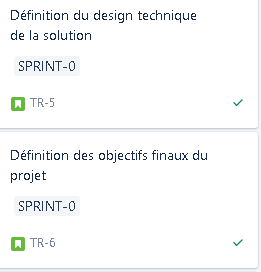 Définition du design technique
de la solution
SPRINT-0
TR-5
Définition des objectifs finaux du
projet
SPRINT-0
TR-6